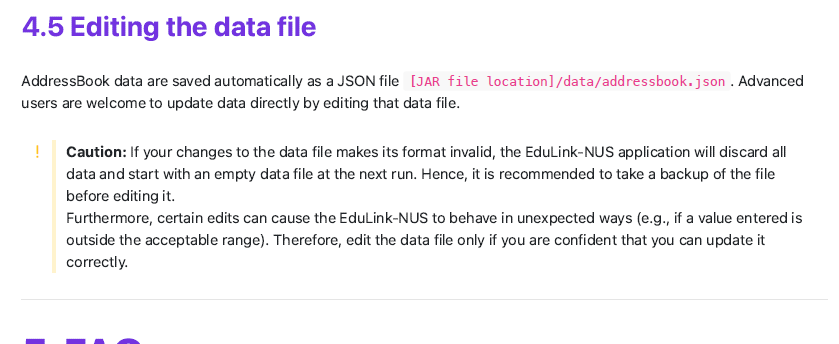 4.5 Editing the data file
AddressBook data are saved automatically as a JSON file [JAR file location]/data/addressbook.json . Advanced
users are welcome to update data directly by editing that data file.
! Caution: If your changes to the data file makes its format invalid, the EduLink-NUS application will discard all
data and start with an empty data file at the next run. Hence, it is recommended to take a backup of the file
before editing it.
Furthermore, certain edits can cause the EduLink-NUS to behave in unexpected ways (e.g., if a value entered is
outside the acceptable range). Therefore, edit the data file only if you are confident that you can update it
correctly.